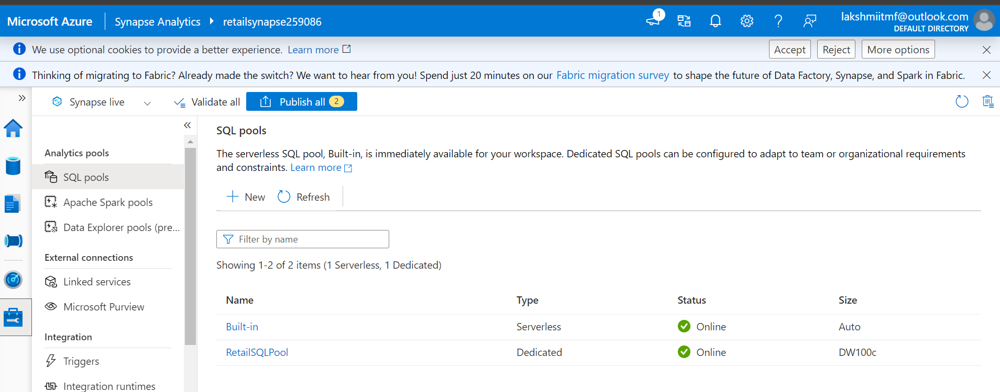 Microsoft Azure
Synapse Analytics
retailsynapse259086
1
lakshmiitmf@outlook.com
DEFAULT DIRECTORY
We use optional cookies to provide a better experience. Learn more
Accept
Reject
More options
Thinking of migrating to Fabric? Already made the switch? We want to hear from you! Spend just 20 minutes on our Fabric migration survey to shape the future of Data Factory, Synapse, and Spark in Fabric.
Synapse live
Validate all
Publish all 2
Analytics pools
SQL pools
Apache Spark pools
Data Explorer pools (pre...
External connections
Linked services
Microsoft Purview
Integration
Triggers
Integration runtimes
SQL pools
The serverless SQL pool, Built-in, is immediately available for your workspace. Dedicated SQL pools can be configured to adapt to team or organizational requirements
and constraints. Learn more
New
Refresh
Filter by name
Showing 1-2 of 2 items (1 Serverless, 1 Dedicated)
Name Type Status Size
Built-in Serverless Online Auto
RetailSQLPool Dedicated Online DW100c